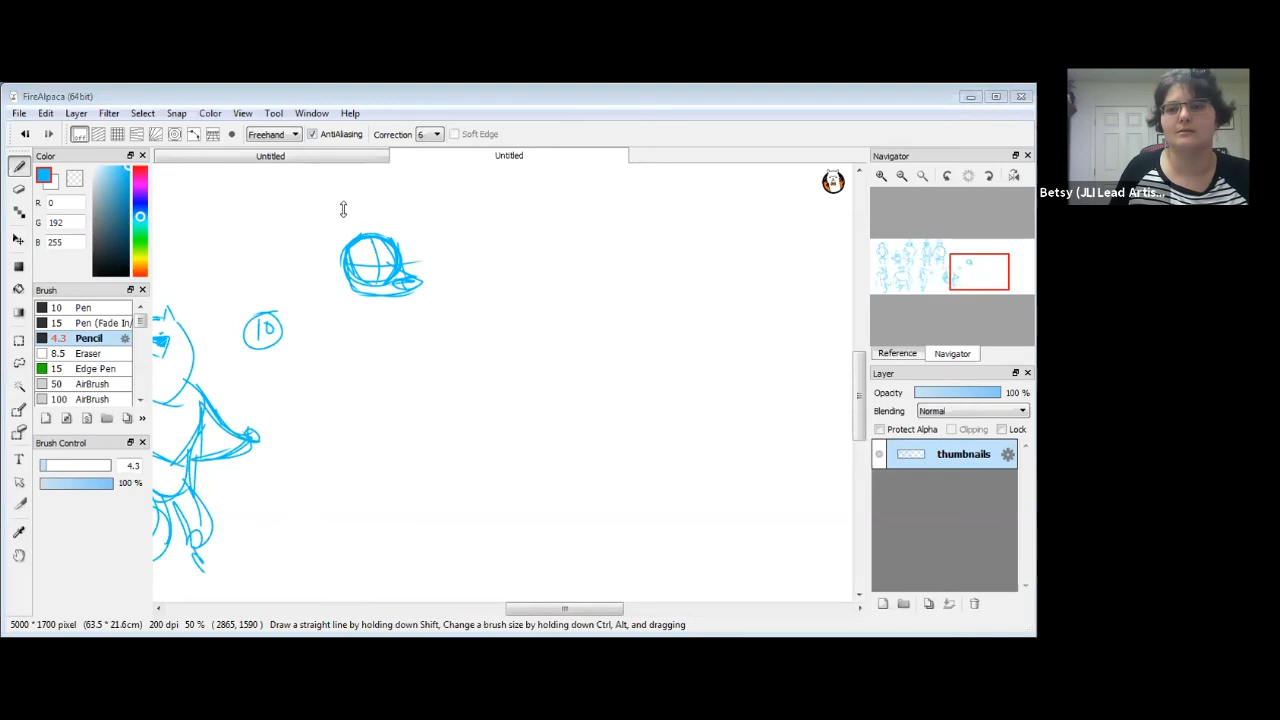 FireAlpaca (64bit)
File Edit Layer Filter Select Snap Color View Tool Window Help
off Freehand AntiAliasing Correction 6 Soft Edge
Color
R 0
G 192
B 255
Brush
10 Pen
15 Pen (Fade In/
4.3 Pencil
8.5 Eraser
15 Edge Pen
50 AirBrush
100 AirBrush
Brush Control
4.3
100 %
Untitled Untitled
10
Navigator
Reference Navigator
Layer
Opacity 100 %
Blending Normal
Protect Alpha Clipping Lock
thumbnails
5000 * 1700 pixel (63.5 * 21.6cm) 200 dpi 50 % ( 2865, 1590 ) Draw a straight line by holding down Shift, Change a brush size by holding down Ctrl, Alt, and dragging
Betsy (JLI Lead Artis...